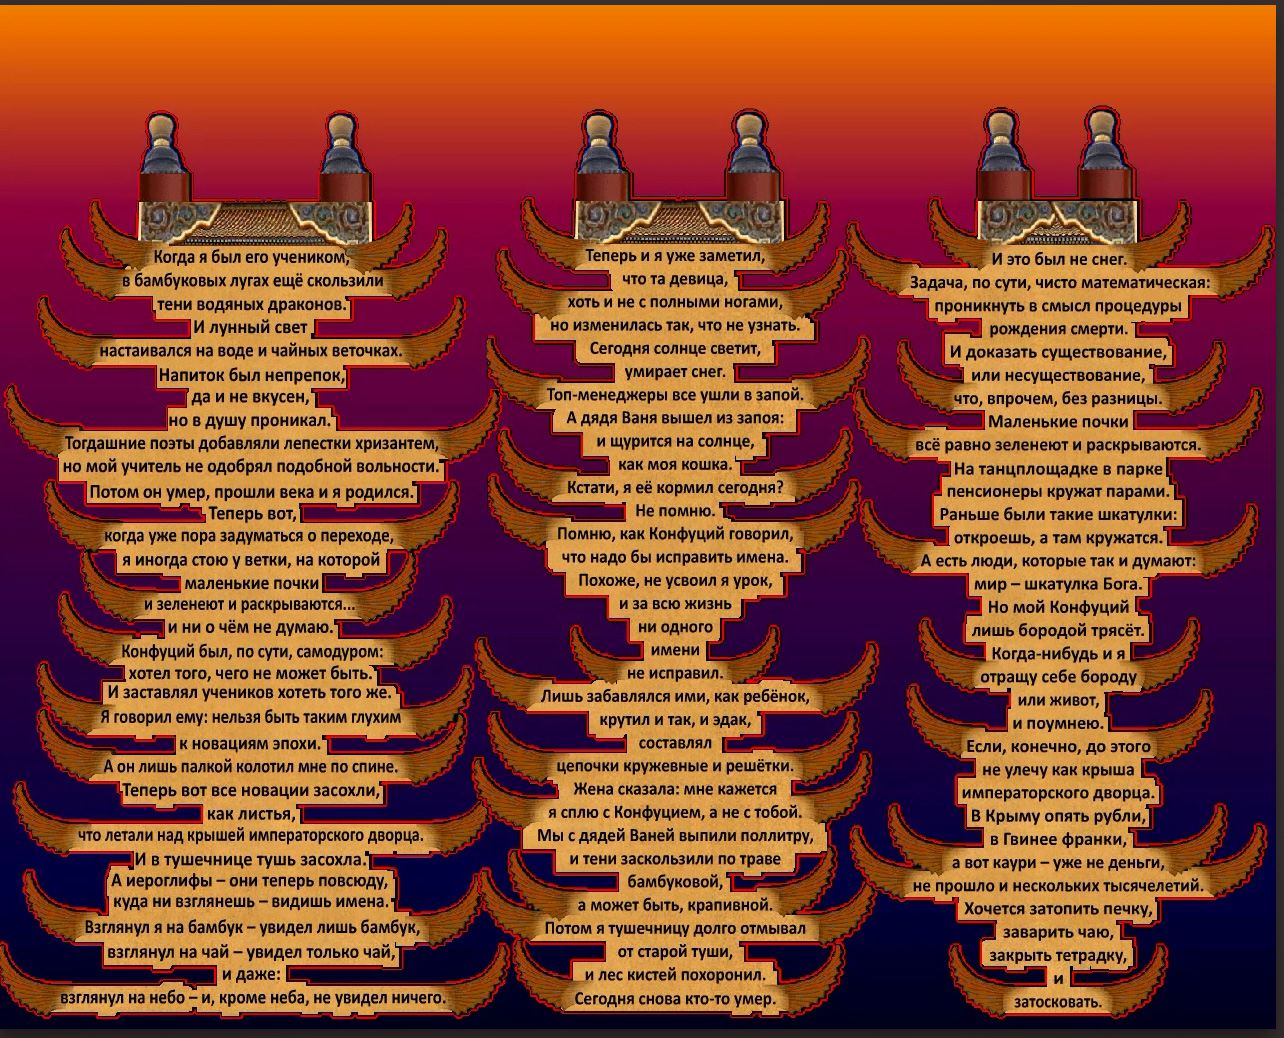 Когда я был его учеником,
в бамбуковых лугах ещё скользили
тени водяных драконов.
И лунный свет
настаивался на воде и чайных веточках.
Напиток был непрепок,
да и не вкусен,
но в душу проникал.
Тогдашние поэты добавляли лепестки хризантем,
но мой учитель не одобрял подобной вольности.
Потом он умер, прошли века и я родился.
Теперь вот,
когда уже пора задуматься о переходе,
я иногда стою у ветки, на которой
маленькие почки
и зеленеют и раскрываются...
и ни о чём не думаю.
Конфуций был, по сути, самодуром:
хотел того, чего не может быть.
И заставлял учеников хотеть того же.
Я говорил ему: нельзя быть таким глухим
к новациям эпохи.
А он лишь палкой колотил мне по спине.
Теперь вот все новации засохли,
как листья,
что летали над крышей императорского дворца.
И в тушечнице тушь засохла.
А иероглифы – они теперь повсюду,
куда ни взглянешь – видишь имена.
Взглянул я на бамбук – увидел лишь бамбук,
взглянул на чай – увидел только чай,
и даже:
взглянул на небо – и, кроме неба, не увидел ничего.
Теперь и я уже заметил,
что та девица,
хоть и не с полными ногами,
но изменилась так, что не узнать.
Сегодня солнце светит,
умирает снег.
Топ-менеджеры все ушли в запой.
А дядя Ваня вышел из запоя:
и щурится на солнце,
как моя кошка.
Кстати, я её кормил сегодня?
Не помню.
Помню, как Конфуций говорил,
что надо бы исправить имена.
Похоже, не усвоил я урок,
и за всю жизнь
ни одного
имени
не исправил.
Лишь забавлялся ими, как ребёнок,
крутил и так, и эдак,
составлял
цепочки кружевные и решётки.
Жена сказала: мне кажется
я сплю с Конфуцием, а не с тобой.
Мы с дядей Ваней выпили поллитру,
и тени заскользили по траве
бамбуковой,
а может быть, крапивной.
Потом я тушечницу долго отмывал
от старой туши,
и лес кистей похоронил.
Сегодня снова кто-то умер.
И это был не снег.
Задача, по сути, чисто математическая:
проникнуть в смысл процедуры
рождения смерти.
И доказать существование,
или несуществование,
что, впрочем, без разницы.
Маленькие почки
всё равно зеленеют и раскрываются.
На танцплощадке в парке
пенсионеры кружат парами.
Раньше были такие шкатулки:
откроешь, а там кружатся.
А есть люди, которые так и думают:
мир – шкатулка Бога.
Но мой Конфуций
лишь бородой трясёт.
Когда-нибудь и я
отращу себе бороду
или живот,
и поумнею.
Если, конечно, до этого
не улечу как крыша
императорского дворца.
В Крыму опять рубли,
в Гвинее франки,
а вот каури – уже не деньги,
не прошло и нескольких тысячелетий.
Хочется затопить печку,
заварить чаю,
закрыть тетрадку,
и
затосковать.